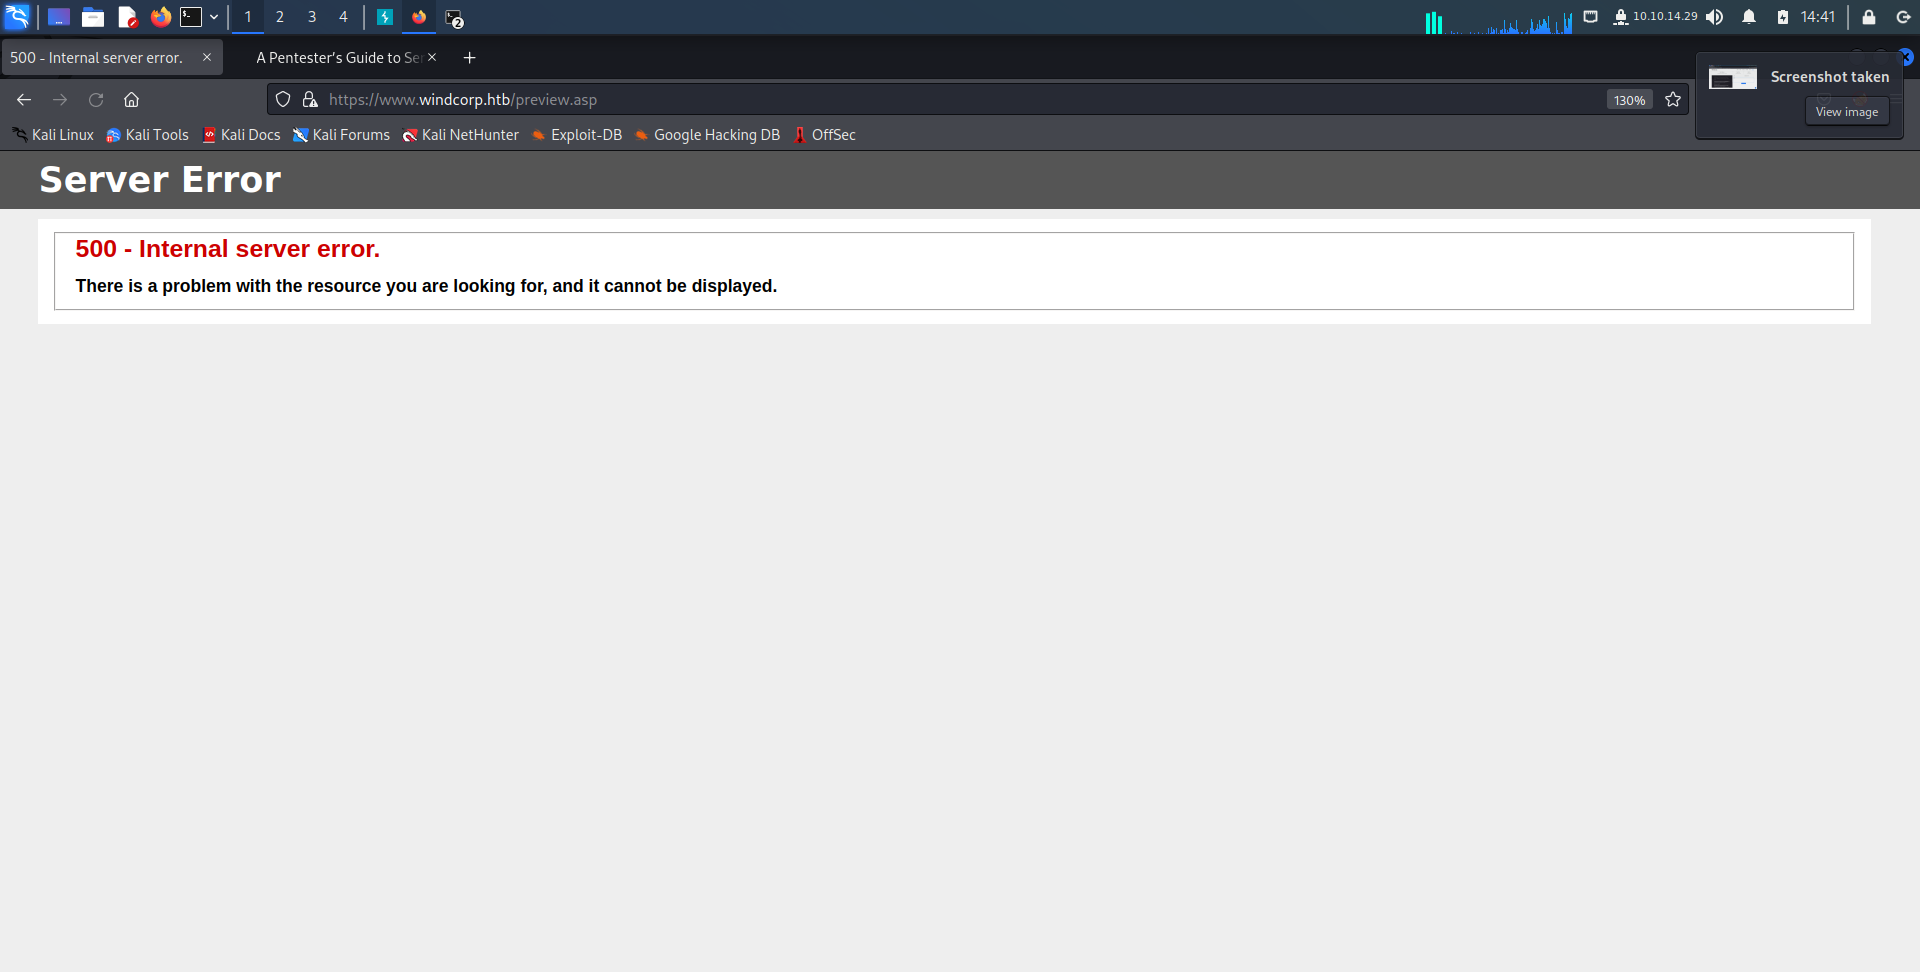 1 2 3 4 2 10.10.14.29 14:41
500 - Internal server error. A Pentester's Guide to Ser
Screenshot taken
https://www.windcorp.htb/preview.asp 130%
View image
Kali Linux Kali Tools Kali Docs Kali Forums Kali NetHunter Exploit-DB Google Hacking DB OffSec
Server Error
500 - Internal server error.
There is a problem with the resource you are looking for, and it cannot be displayed.